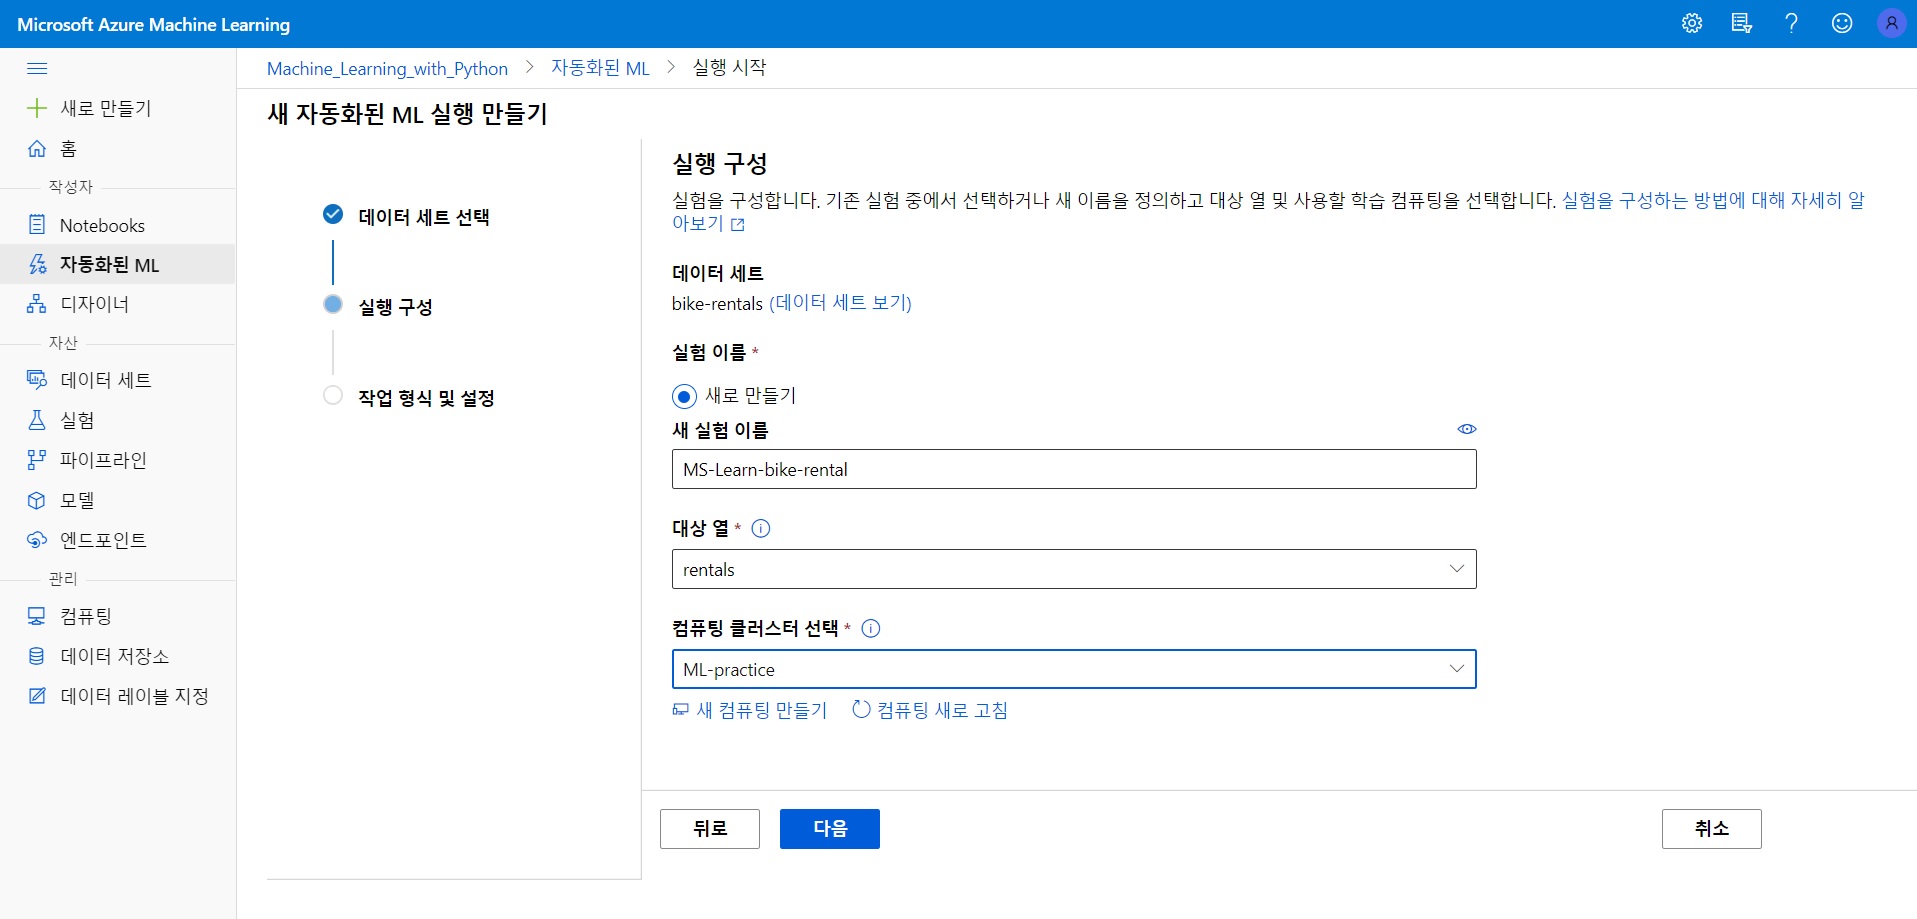 Microsoft Azure Machine Learning
새로 만들기
홈
작성자
Notebooks
자동화된 ML
디자이너
자산
데이터 세트
실험
파이프라인
모델
엔드포인트
관리
컴퓨팅
데이터 저장소
데이터 레이블 지정
Machine_Learning_with_Python > 자동화된 ML > 실행 시작
새 자동화된 ML 실행 만들기
데이터 세트 선택
실행 구성
작업 형식 및 설정
실행 구성
실험을 구성합니다. 기존 실험 중에서 선택하거나 새 이름을 정의하고 대상 열 및 사용할 학습 컴퓨팅을 선택합니다. 실험을 구성하는 방법에 대해 자세히 알
아보기
데이터 세트
bike-rentals (데이터 세트 보기)
실험 이름 *
새로 만들기
새 실험 이름
MS-Learn-bike-rental
대상 열 *
rentals
컴퓨팅 클러스터 선택 *
ML-practice
새 컴퓨팅 만들기 컴퓨팅 새로 고침
뒤로 다음 취소